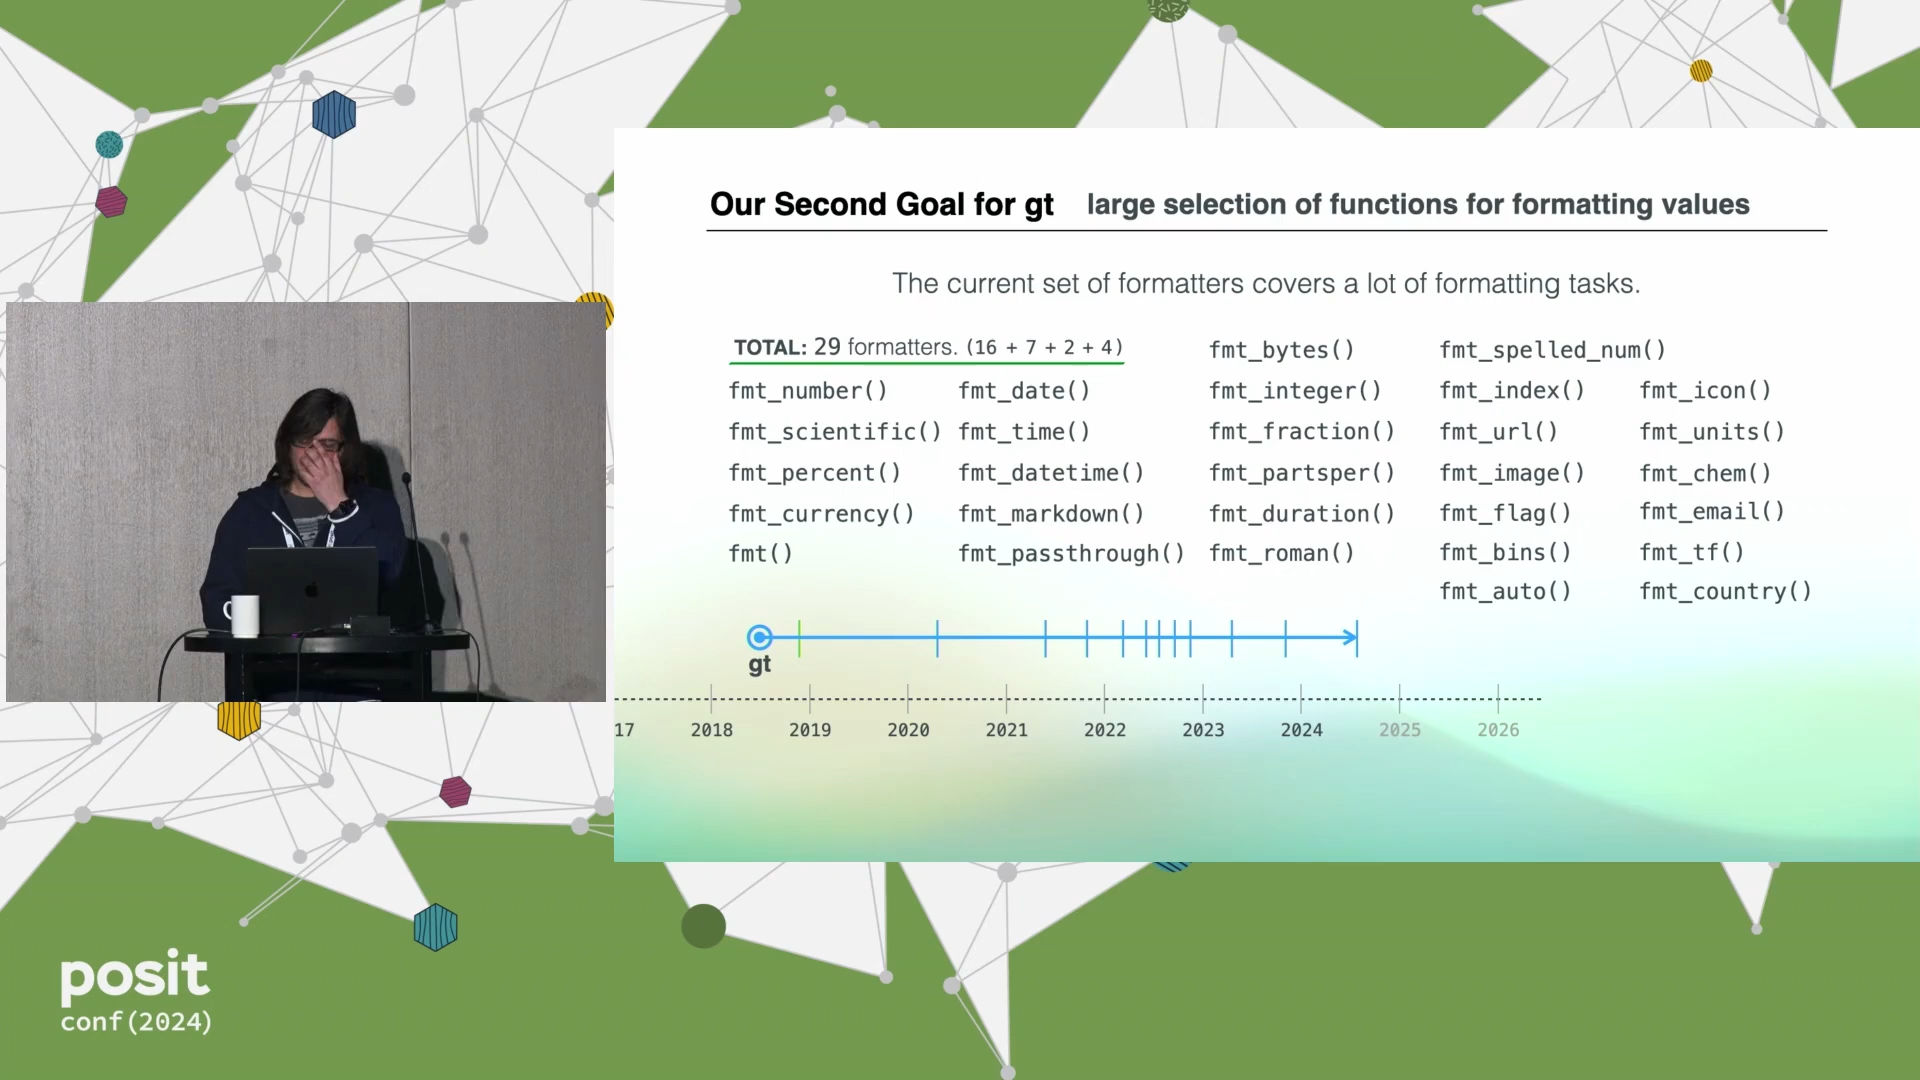 Our Second Goal for gt large selection of functions for formatting values
The current set of formatters covers a lot of formatting tasks.
TOTAL: 29 formatters. (16 + 7 + 2 + 4) fmt_bytes() fmt_spelled_num()
fmt_number() fmt_date() fmt_integer() fmt_index() fmt_icon()
fmt_scientific() fmt_time() fmt_fraction() fmt_url() fmt_units()
fmt_percent() fmt_datetime() fmt_partsper() fmt_image() fmt_chem()
fmt_currency() fmt_markdown() fmt_duration() fmt_flag() fmt_email()
fmt() fmt_passthrough() fmt_roman() fmt_bins() fmt_tf()
fmt_auto() fmt_country()
gt
17 2018 2019 2020 2021 2022 2023 2024 2025 2026
posit
conf(2024)